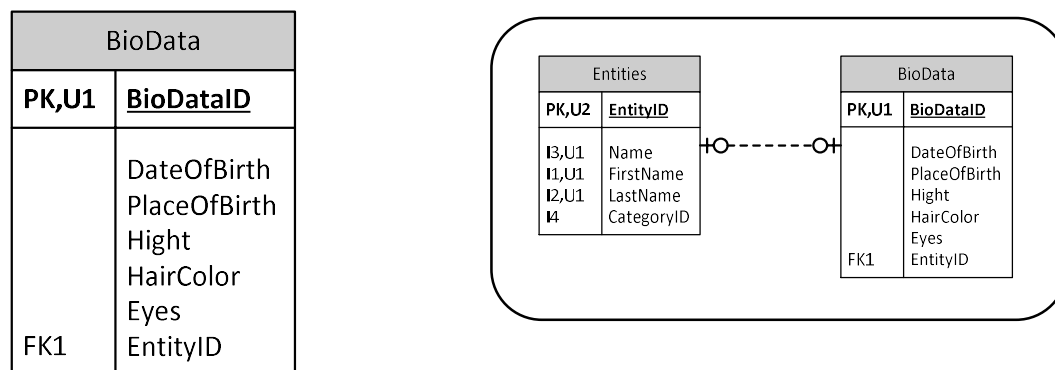 BioData
PK,U1 BioDataID
DateOfBirth
PlaceOfBirth
Hight
HairColor
Eyes
FK1 EntityID
Entities
PK,U2 EntityID
I3,U1 Name
I1,U1 FirstName
I2,U1 LastName
I4 CategoryID
BioData
PK,U1 BioDataID
DateOfBirth
PlaceOfBirth
Hight
HairColor
Eyes
FK1 EntityID